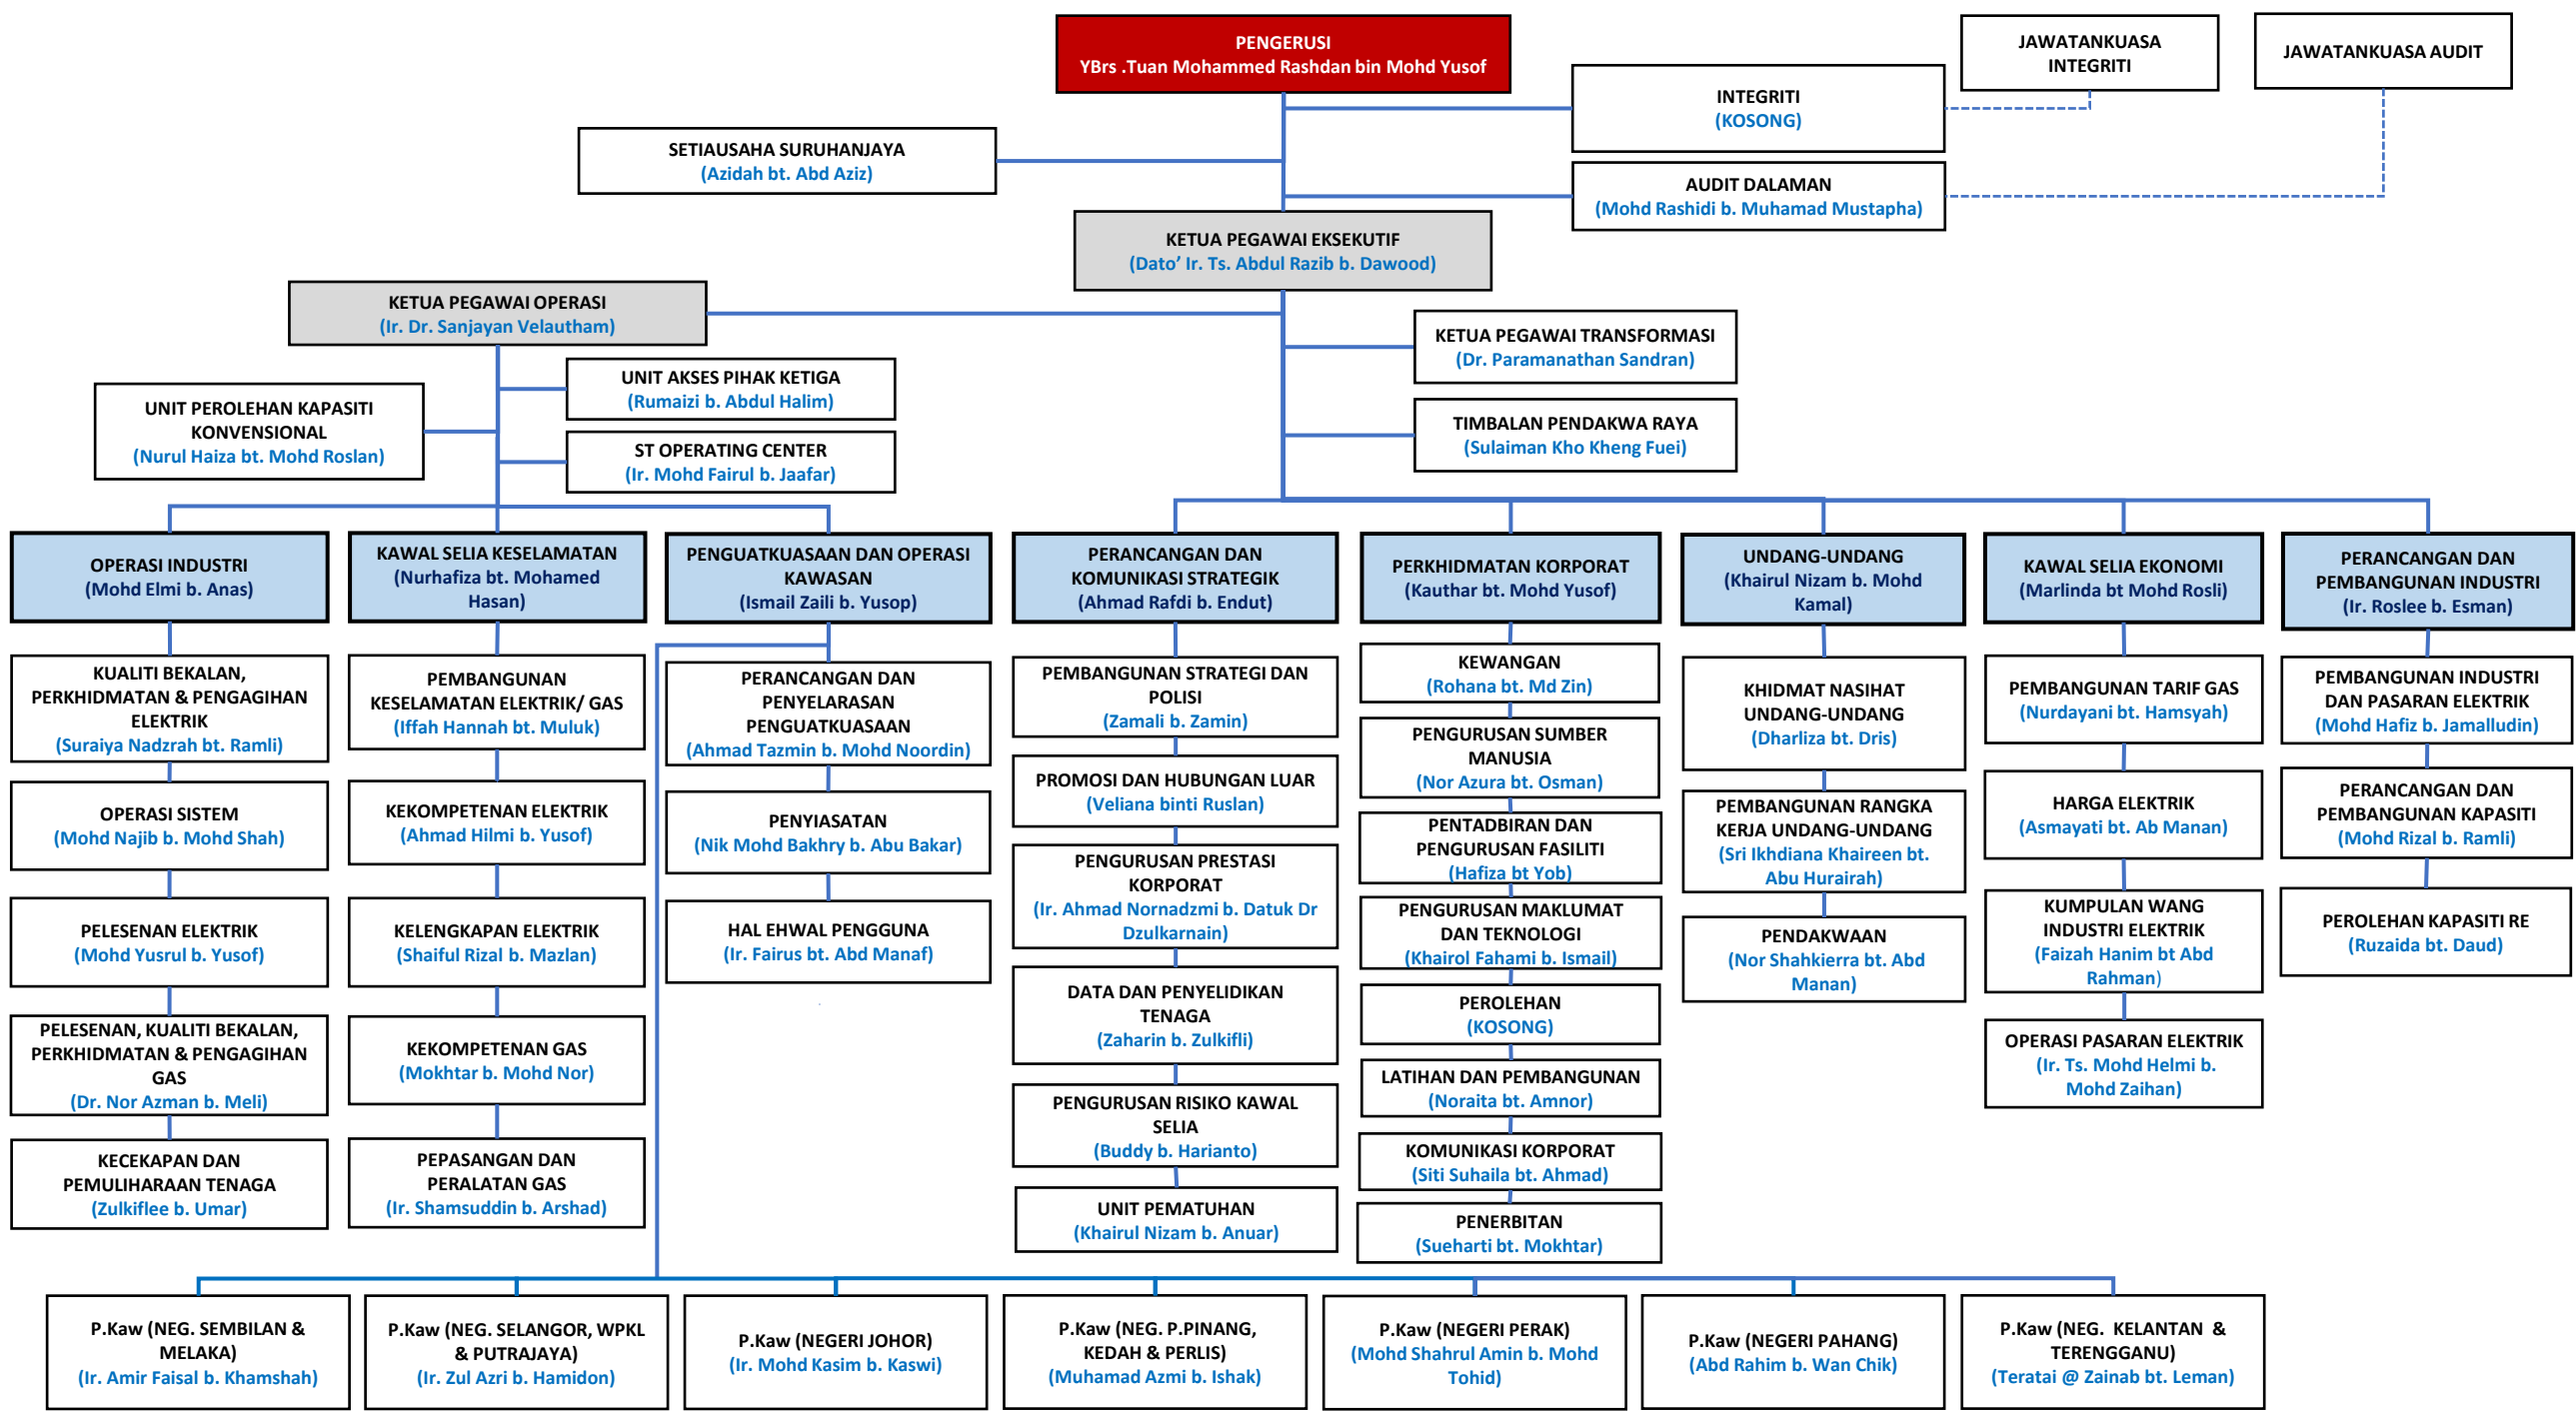 PENGERUSI
YBrs .Tuan Mohammed Rashdan bin Mohd Yusof
JAWATANKUASA
INTEGRITI
JAWATANKUASA AUDIT
INTEGRITI
(KOSONG)
SETIAUSAHA SURUHANJAYA
(Azidah bt. Abd Aziz)
AUDIT DALAMAN
(Mohd Rashidi b. Muhamad Mustapha)
KETUA PEGAWAI EKSEKUTIF
(Dato’ Ir. Ts. Abdul Razib b. Dawood)
KETUA PEGAWAI OPERASI
(Ir. Dr. Sanjayan Velautham)
KETUA PEGAWAI TRANSFORMASI
(Dr. Paramanathan Sandran)
TIMBALAN PENDAKWA RAYA
(Sulaiman Kho Kheng Fuei)
UNIT AKSES PIHAK KETIGA
(Rumaizi b. Abdul Halim)
UNIT PEROLEHAN KAPASITI
KONVENSIONAL
(Nurul Haiza bt. Mohd Roslan)
ST OPERATING CENTER
(Ir. Mohd Fairul b. Jaafar)
OPERASI INDUSTRI
(Mohd Elmi b. Anas)
KUALITI BEKALAN,
PERKHIDMATAN & PENGAGIHAN
ELEKTRIK
(Suraiya Nadzrah bt. Ramli)
OPERASI SISTEM
(Mohd Najib b. Mohd Shah)
PELESENAN ELEKTRIK
(Mohd Yusrul b. Yusof)
PELESENAN, KUALITI BEKALAN,
PERKHIDMATAN & PENGAGIHAN
GAS
(Dr. Nor Azman b. Meli)
KECEKAPAN DAN
PEMULIHARAAN TENAGA
(Zulkiflee b. Umar)
KAWAL SELIA KESELAMATAN
(Nurhafiza bt. Mohamed
Hasan)
PEMBANGUNAN
KESELAMATAN ELEKTRIK/ GAS
(Iffah Hannah bt. Muluk)
KEKOMPETENAN ELEKTRIK
(Ahmad Hilmi b. Yusof)
KELENGKAPAN ELEKTRIK
(Shaiful Rizal b. Mazlan)
KEKOMPETENAN GAS
(Mokhtar b. Mohd Nor)
PEPASANGAN DAN
PERALATAN GAS
(Ir. Shamsuddin b. Arshad)
PENGUATKUASAAN DAN OPERASI
KAWASAN
(Ismail Zaili b. Yusop)
PERANCANGAN DAN
PENYELARASAN
PENGUATKUASAAN
(Ahmad Tazmin b. Mohd Noordin)
PENYIASATAN
(Nik Mohd Bakhry b. Abu Bakar)
HAL EHWAL PENGGUNA
(Ir. Fairus bt. Abd Manaf)
PERANCANGAN DAN
KOMUNIKASI STRATEGIK
(Ahmad Rafdi b. Endut)
PEMBANGUNAN STRATEGI DAN
POLISI
(Zamali b. Zamin)
PROMOSI DAN HUBUNGAN LUAR
(Veliana binti Ruslan)
PENGURUSAN PRESTASI
KORPORAT
(Ir. Ahmad Nornadzmi b. Datuk Dr
Dzulkarnain)
DATA DAN PENYELIDIKAN
TENAGA
(Zaharin b. Zulkifli)
PENGURUSAN RISIKO KAWAL
SELIA
(Buddy b. Harianto)
UNIT PEMATUHAN
(Khairul Nizam b. Anuar)
PERKHIDMATAN KORPORAT
(Kauthar bt. Mohd Yusof)
KEWANGAN
(Rohana bt. Md Zin)
PENGURUSAN SUMBER
MANUSIA
(Nor Azura bt. Osman)
PENTADBIRAN DAN
PENGURUSAN FASILITI
(Hafiza bt Yob)
PENGURUSAN MAKLUMAT
DAN TEKNOLOGI
(Khairol Fahami b. Ismail)
PEROLEHAN
(KOSONG)
LATIHAN DAN PEMBANGUNAN
(Noraita bt. Amnor)
KOMUNIKASI KORPORAT
(Siti Suhaila bt. Ahmad)
PENERBITAN
(Sueharti bt. Mokhtar)
UNDANG-UNDANG
(Khairul Nizam b. Mohd
Kamal)
KHIDMAT NASIHAT
UNDANG-UNDANG
(Dharliza bt. Dris)
PEMBANGUNAN RANGKA
KERJA UNDANG-UNDANG
(Sri Ikhdiana Khaireen bt.
Abu Hurairah)
PENDAKWAAN
(Nor Shahkierra bt. Abd
Manan)
KAWAL SELIA EKONOMI
(Marlinda bt Mohd Rosli)
PEMBANGUNAN TARIF GAS
(Nurdayani bt. Hamsyah)
HARGA ELEKTRIK
(Asmayati bt. Ab Manan)
KUMPULAN WANG
INDUSTRI ELEKTRIK
(Faizah Hanim bt Abd
Rahman)
OPERASI PASARAN ELEKTRIK
(Ir. Ts. Mohd Helmi b.
Mohd Zaihan)
PERANCANGAN DAN
PEMBANGUNAN INDUSTRI
(Ir. Roslee b. Esman)
PEMBANGUNAN INDUSTRI
DAN PASARAN ELEKTRIK
(Mohd Hafiz b. Jamalludin)
PERANCANGAN DAN
PEMBANGUNAN KAPASITI
(Mohd Rizal b. Ramli)
PEROLEHAN KAPASITI RE
(Ruzaida bt. Daud)
P.Kaw (NEG. SEMBILAN &
MELAKA)
(Ir. Amir Faisal b. Khamshah)
P.Kaw (NEG. SELANGOR, WPKL
& PUTRAJAYA)
(Ir. Zul Azri b. Hamidon)
P.Kaw (NEGERI JOHOR)
(Ir. Mohd Kasim b. Kaswi)
P.Kaw (NEG. P.PINANG,
KEDAH & PERLIS)
(Muhamad Azmi b. Ishak)
P.Kaw (NEGERI PERAK)
(Mohd Shahrul Amin b. Mohd
Tohid)
P.Kaw (NEGERI PAHANG)
(Abd Rahim b. Wan Chik)
P.Kaw (NEG. KELANTAN &
TERENGGANU)
(Teratai @ Zainab bt. Leman)